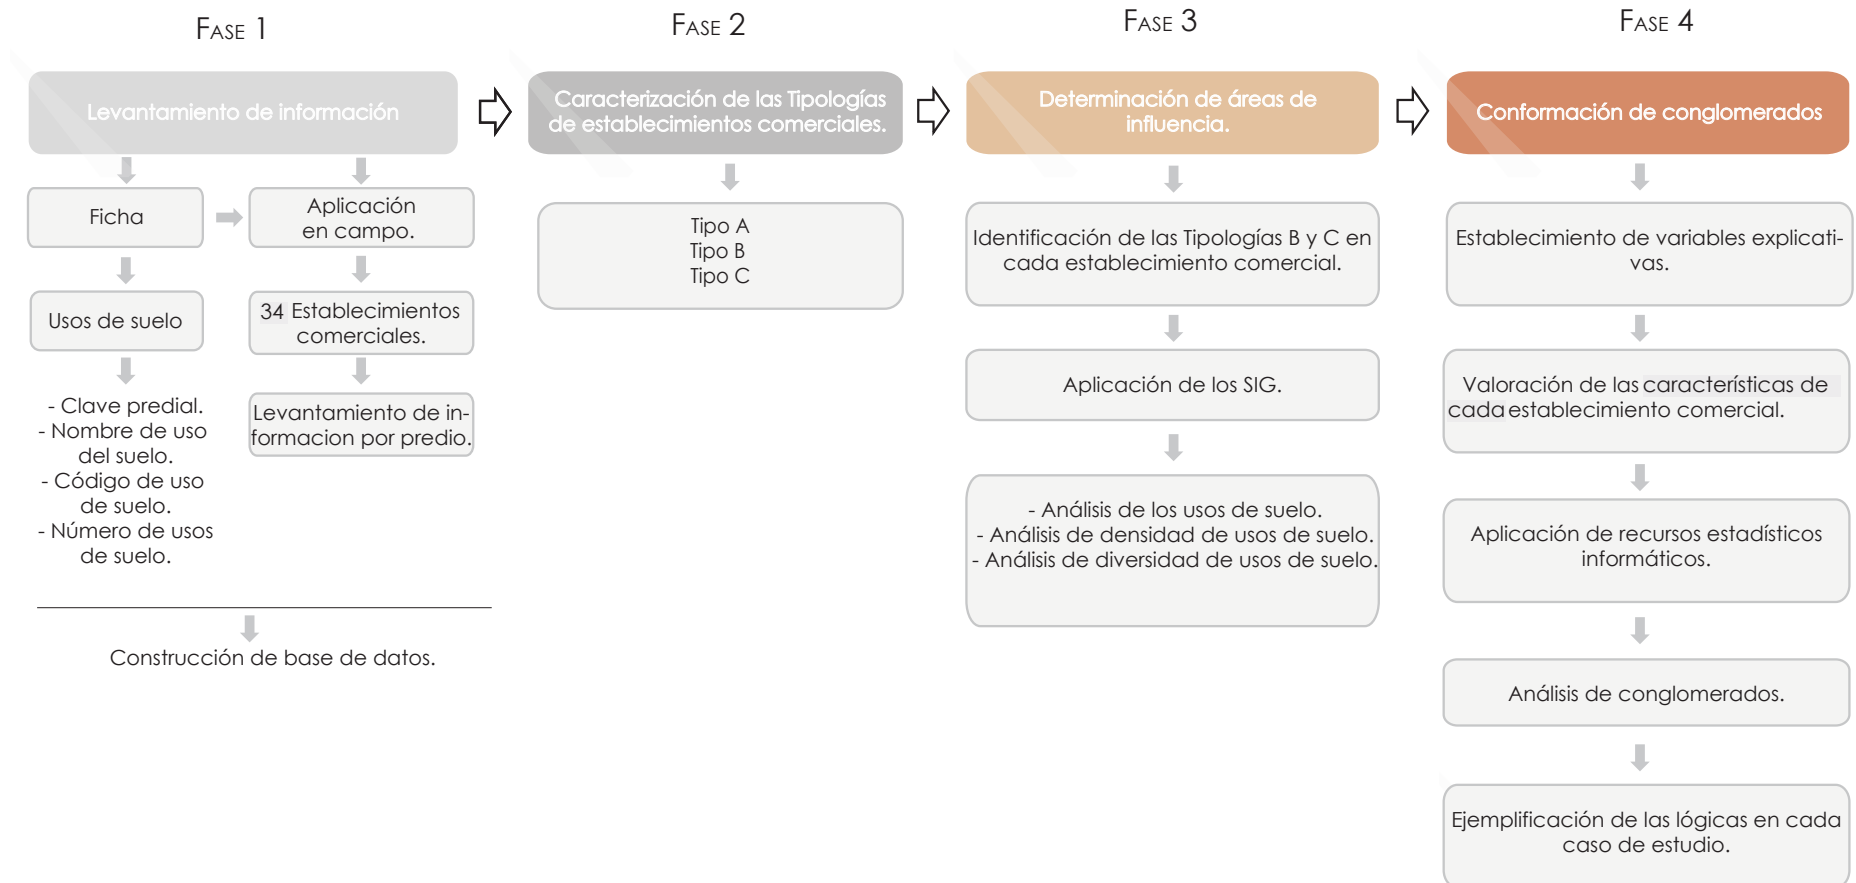 Fase 1
Levantamiento de información
Ficha
Usos de suelo
- Clave predial.
- Nombre de uso
del suelo.
- Código de uso
de suelo.
- Número de usos
de suelo.
Aplicación
en campo.
34 Establecimientos
comerciales.
Levantamiento de in-
formacion por predio.
Construcción de base de datos.
Fase 2
Caracterización de las Tipologías
de establecimientos comerciales.
Tipo A
Tipo B
Tipo C
Fase 3
Determinación de áreas de
influencia.
Identificación de las Tipologías B y C en
cada establecimiento comercial.
Aplicación de los SIG.
- Análisis de los usos de suelo.
- Análisis de densidad de usos de suelo.
- Análisis de diversidad de usos de suelo.
Fase 4
Conformación de conglomerados
Establecimiento de variables explicati-
vas.
Valoración de las características de
cada establecimiento comercial.
Aplicación de recursos estadísticos
informáticos.
Análisis de conglomerados.
Ejemplificación de las lógicas en cada
caso de estudio.